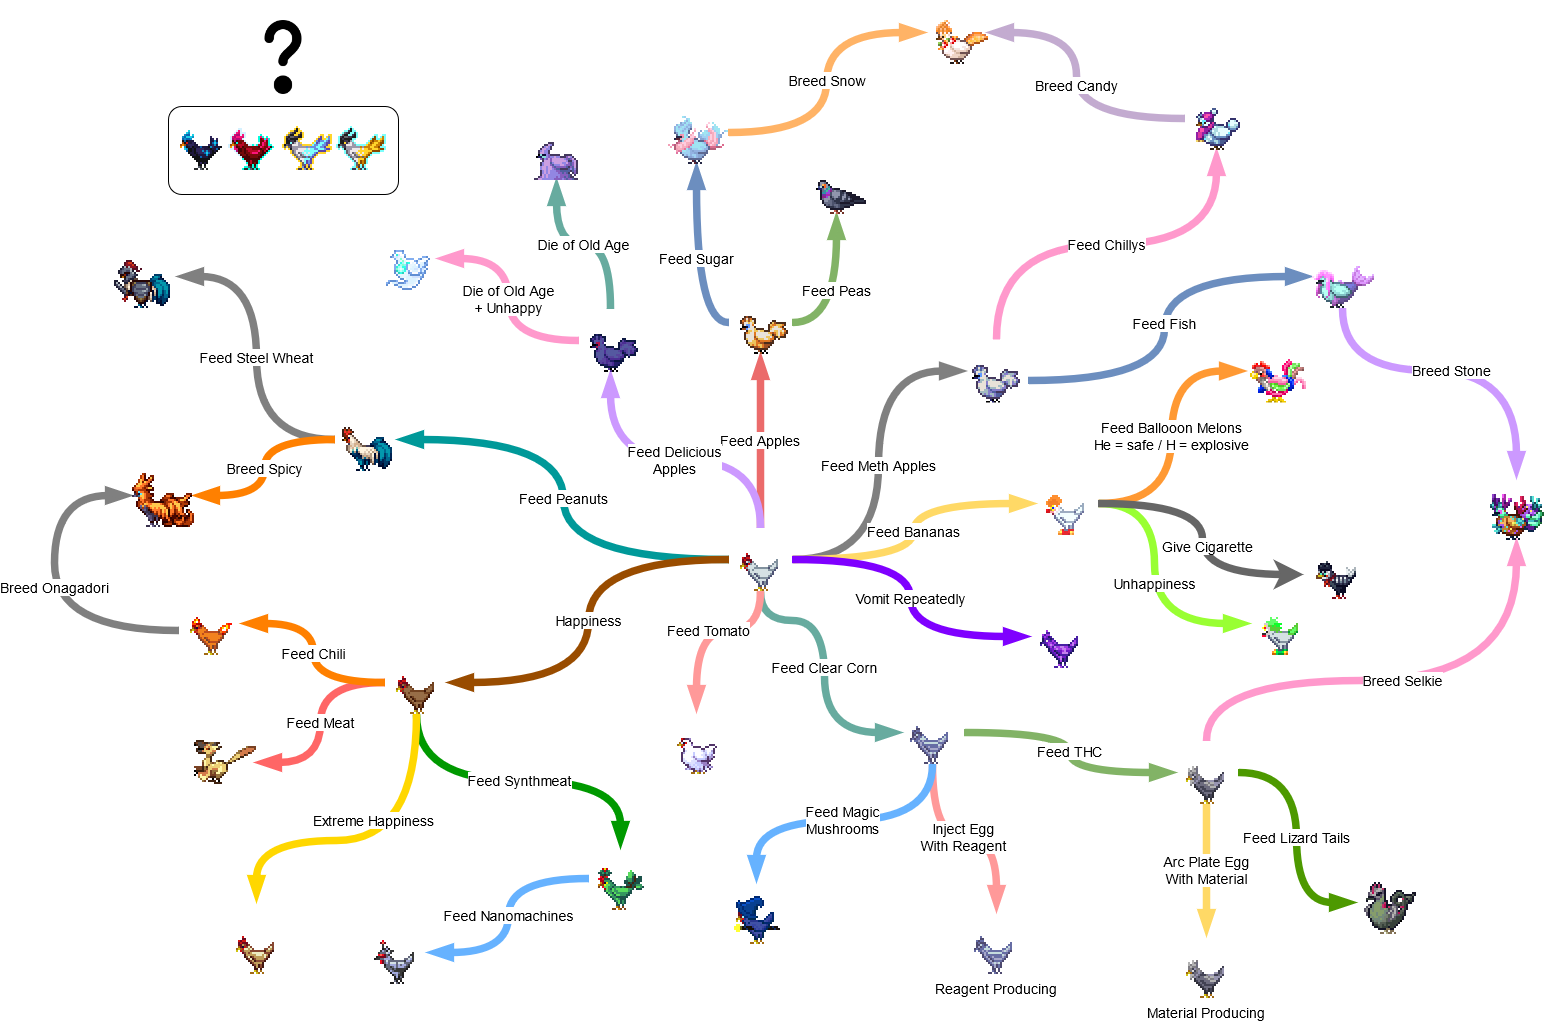 ?
Breed Snow
Breed Candy
Die of Old Age
Feed Chillys
Feed Sugar
Die of Old Age
+ Unhappy
Feed Peas
Feed Fish
Feed Steel Wheat
Breed Stone
Feed Ballooon Melons
He = safe / H = explosive
Feed Apples
Feed Delicious
Apples
Feed Meth Apples
Breed Spicy
Feed Peanuts
Feed Bananas
Give Cigarette
Unhappiness
Breed Onagadori
Vomit Repeatedly
Happiness
Feed Tomato
Feed Chili
Feed Clear Corn
Breed Selkie
Feed Meat
Feed THC
Feed Synthmeat
Extreme Happiness
Feed Magic
Mushrooms
Inject Egg
With Reagent
Feed Lizard Tails
Arc Plate Egg
With Material
Feed Nanomachines
Reagent Producing
Material Producing